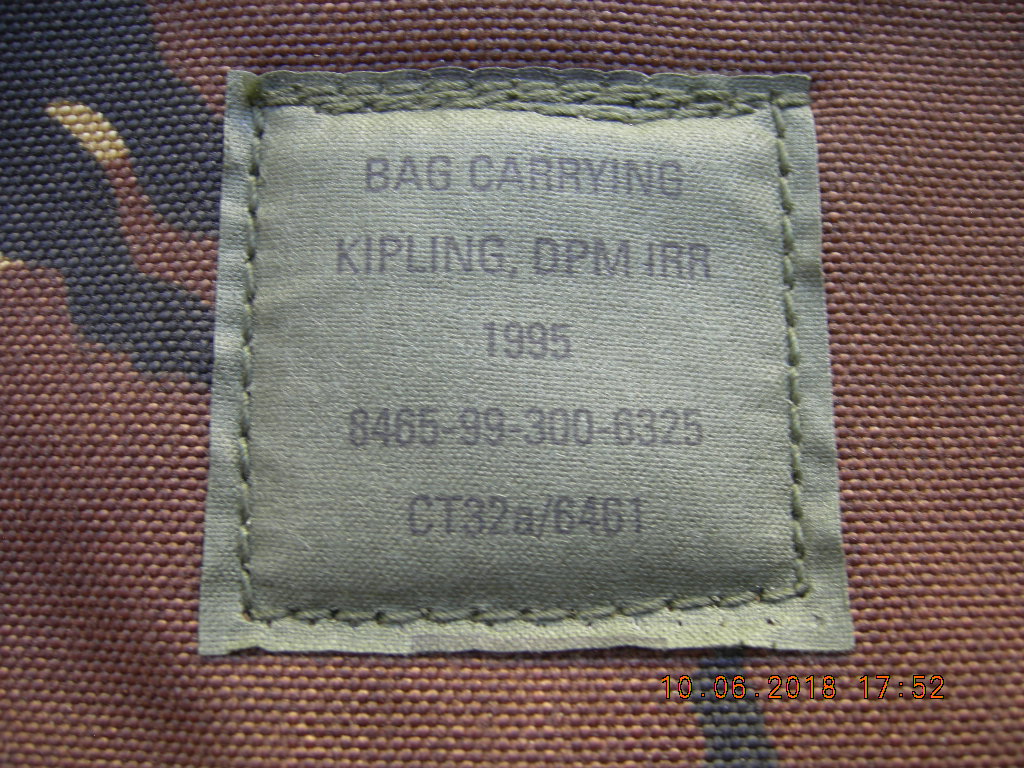 BAG CARRYING
KIPLING, DPM IRR
1995
8465-99-300-6325
CT32a/6461
10.06.2018 17:52